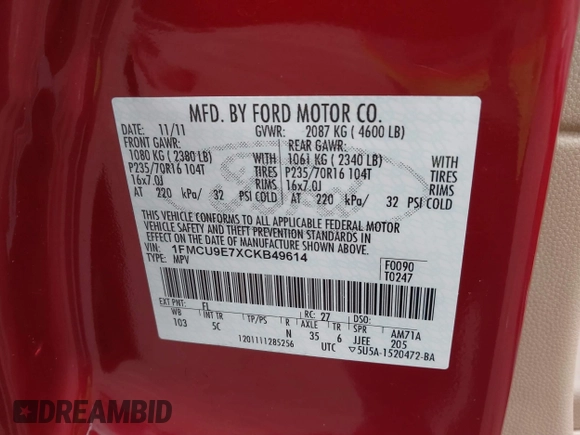 MFD. BY FORD MOTOR CO.
DATE: 11/11 GVWR: 2087 KG ( 4600 LB)
FRONT GAWR: REAR GAWR:
1080 KG ( 2380 LB) WITH 1061 KG ( 2340 LB) WITH
P235/70R16 104T TIRES P235/70R16 104T TIRES
16x7.0J RIMS 16x7.0J RIMS
AT 220 kPa/ 32 PSI COLD AT 220 kPa/ 32 PSI COLD
Ford
THIS VEHICLE CONFORMS TO ALL APPLICABLE FEDERAL MOTOR
VEHICLE SAFETY AND THEFT PREVENTION STANDARDS IN
EFFECT ON THE DATE OF MANUFACTURE SHOWN ABOVE.
VIN: 1FMCU9E7XCKB49614 F0090
TYPE: MPV T0247
EXT PNT: FL RC: 27 DSO:
WB INT TR TP/PS R AXLE TR SPR AM71A
103 5C N 35 6 JJEE 205
1201111285256 UTC ▽5U5A-1520472-BA
DREAMBID